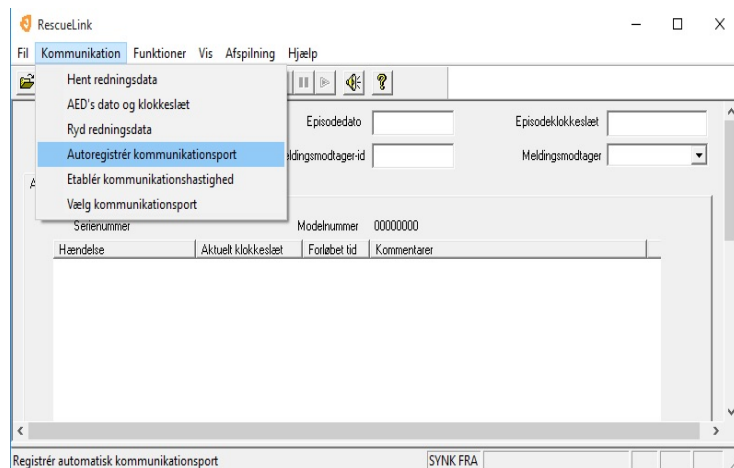 RescueLink
Fil Kommunikation Funktioner Vis Afspilning Hjælp
Hent redningsdata
AED's dato og klokkeslæt
Ryd redningsdata
Autoregistrér kommunikationsport
Etablér kommunikationshastighed
Vælg kommunikationsport
Episodedato Episodeklokkeslæt
eldingsmodtager-id Meldingsmodtager
A
Serienummer Modelnummer 00000000
Hændelse Aktuelt klokkeslæt Forløbet tid Kommentarer
Registrér automatisk kommunikationsport SYNK FRA